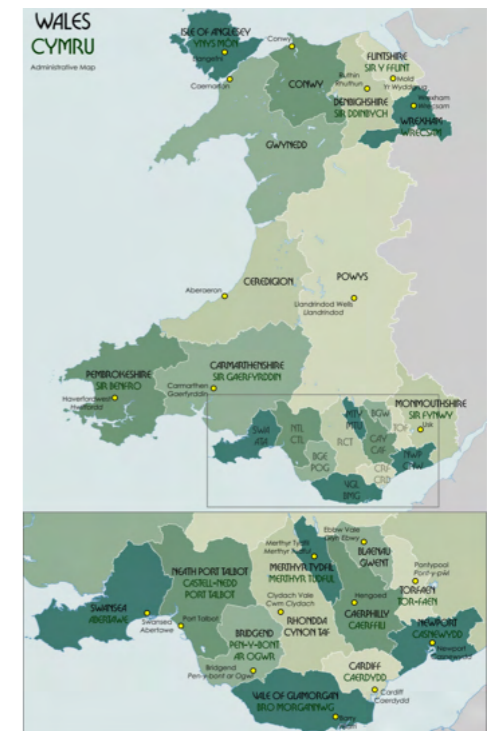 WALES
CYMRU
Administrative Map
ISLE OF ANGLESEY
YNYS MÔN
Llangefni
Caernarfon
Conwy
CONWY
FLINTSHIRE
SIR Y FFLINT
Mold
Yr Wyddgrug
Ruthin
Rhuthun
DENBIGHSHIRE
SIR DDINBYCH
Wrexham
Wrecsam
WREXHAM
WRECSAM
GWYNEDD
CEREDIGION
Aberaeron
POWYS
Llandrindod Wells
Llandrindod
PEMBROKESHIRE
SIR BENFRO
Haverfordwest
Hwlffordd
CARMARTHENSHIRE
SIR GAERFYRDDIN
Carmarthen
Gaerfyrddin
MONMOUTHSHIRE
SIR FYNWY
Usk
SWA
ATA
NTL
CTL
BGE
POG
RCT
MTY
MTU
BGW
CAY
CAF
TOF
NWP
CNW
CRF
CRD
VGL
BMG
SWANSEA
ABERTAWE
Swansea
Abertawe
NEATH PORT TALBOT
CASTELL-NEDD
PORT TALBOT
Port Talbot
BRIDGEND
PEN-Y-BONT
AR OGWR
Bridgend
Pen-y-bont ar Ogwr
Clydach Vale
Cwm Clydach
RHONDDA
CYNON TAF
Merthyr Tydfil
Merthyr Tudful
MERTHYR TYDFIL
MERTHYR TUDFUL
Ebbw Vale
Glyn Ebwy
BLAENAU
GWENT
Hengoed
CAERPHILLY
CAERFFILI
Pontypool
Pont-y-pŵl
TORFAEN
TOR-FAEN
NEWPORT
CASNEWYDD
Newport
Casnewydd
CARDIFF
CAERDYDD
Cardiff
Caerdydd
VALE OF GLAMORGAN
BRO MORGANNWG
Barry